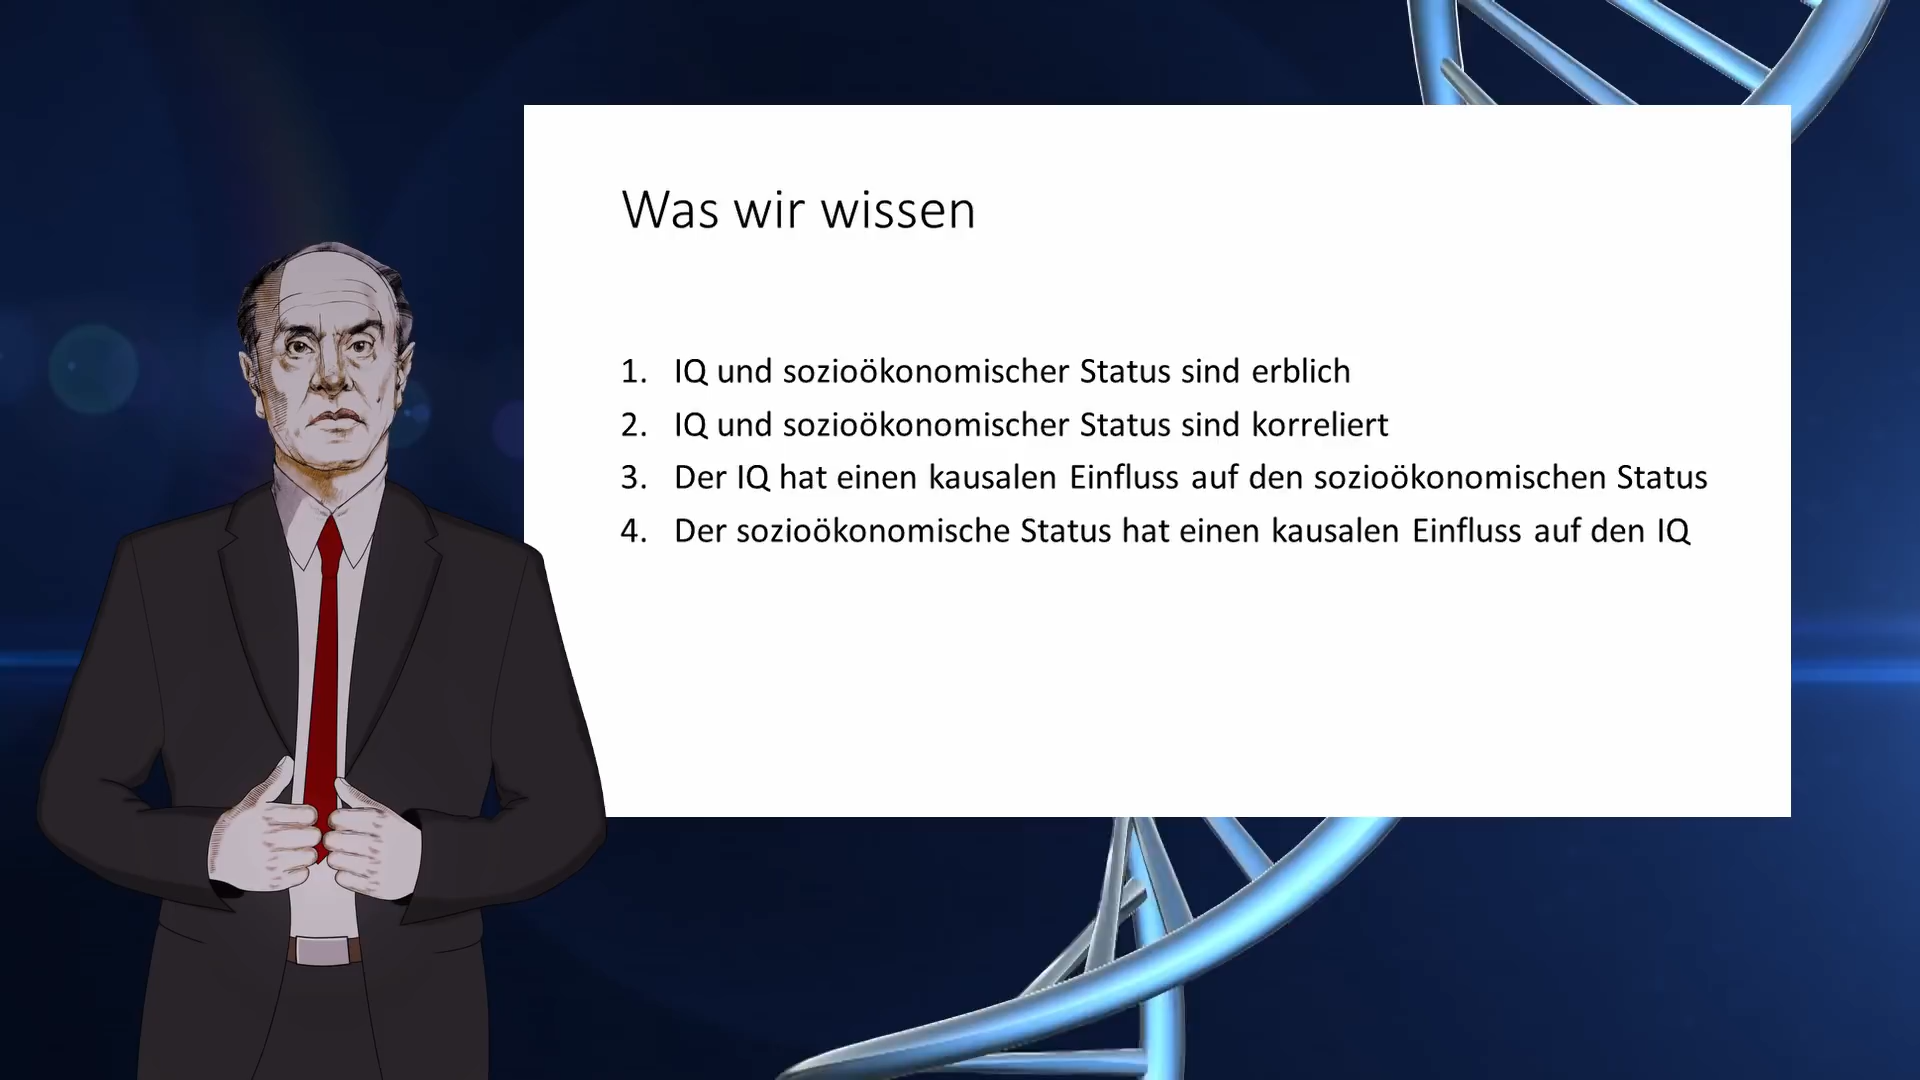 Was wir wissen
1. IQ und sozioökonomischer Status sind erblich
2. IQ und sozioökonomischer Status sind korreliert
3. Der IQ hat einen kausalen Einfluss auf den sozioökonomischen Status
4. Der sozioökonomische Status hat einen kausalen Einfluss auf den IQ